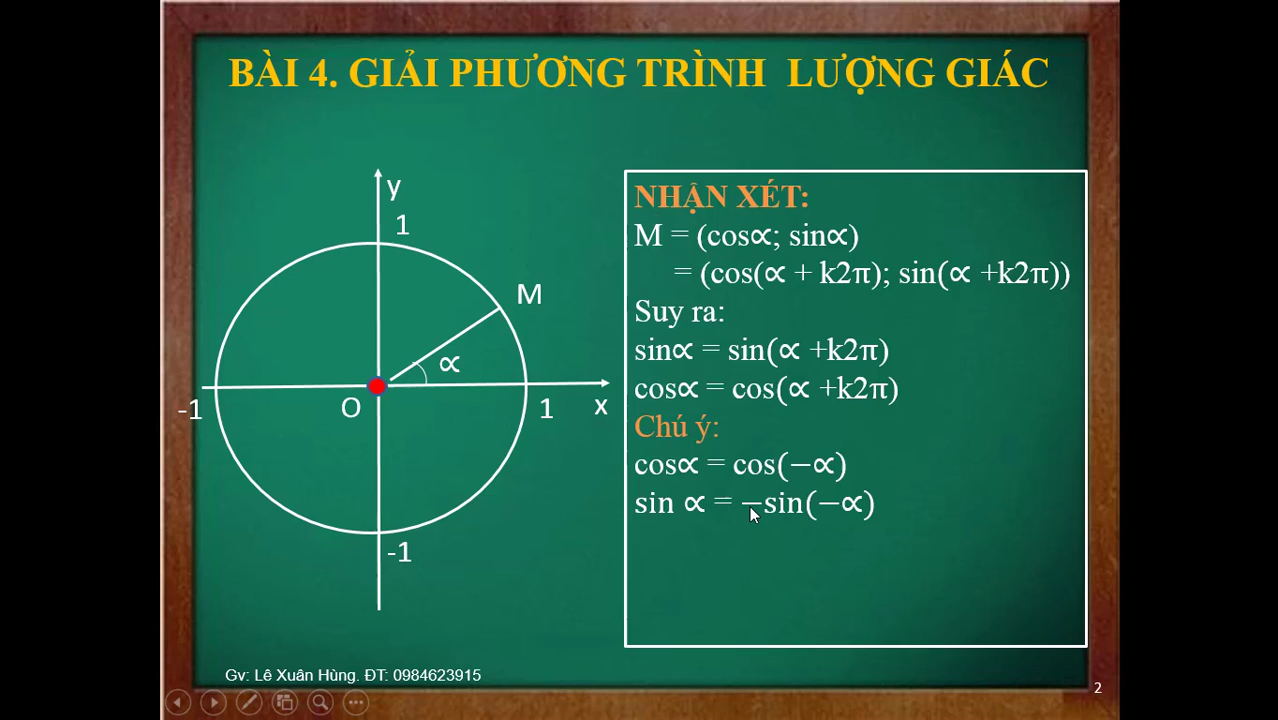 BÀI 4. GIẢI PHƯƠNG TRÌNH LƯỢNG GIÁC
y
1
M
∝
-1
O
1
x
-1
NHẬN XÉT:
M = (cos∝; sin∝)
= (cos(∝ + k2π); sin(∝ +k2π))
Suy ra:
sin∝ = sin(∝ +k2π)
cos∝ = cos(∝ +k2π)
Chú ý:
cos∝ = cos(−∝)
sin ∝ = −sin(−∝)
Gv: Lê Xuân Hùng. ĐT: 0984623915
2